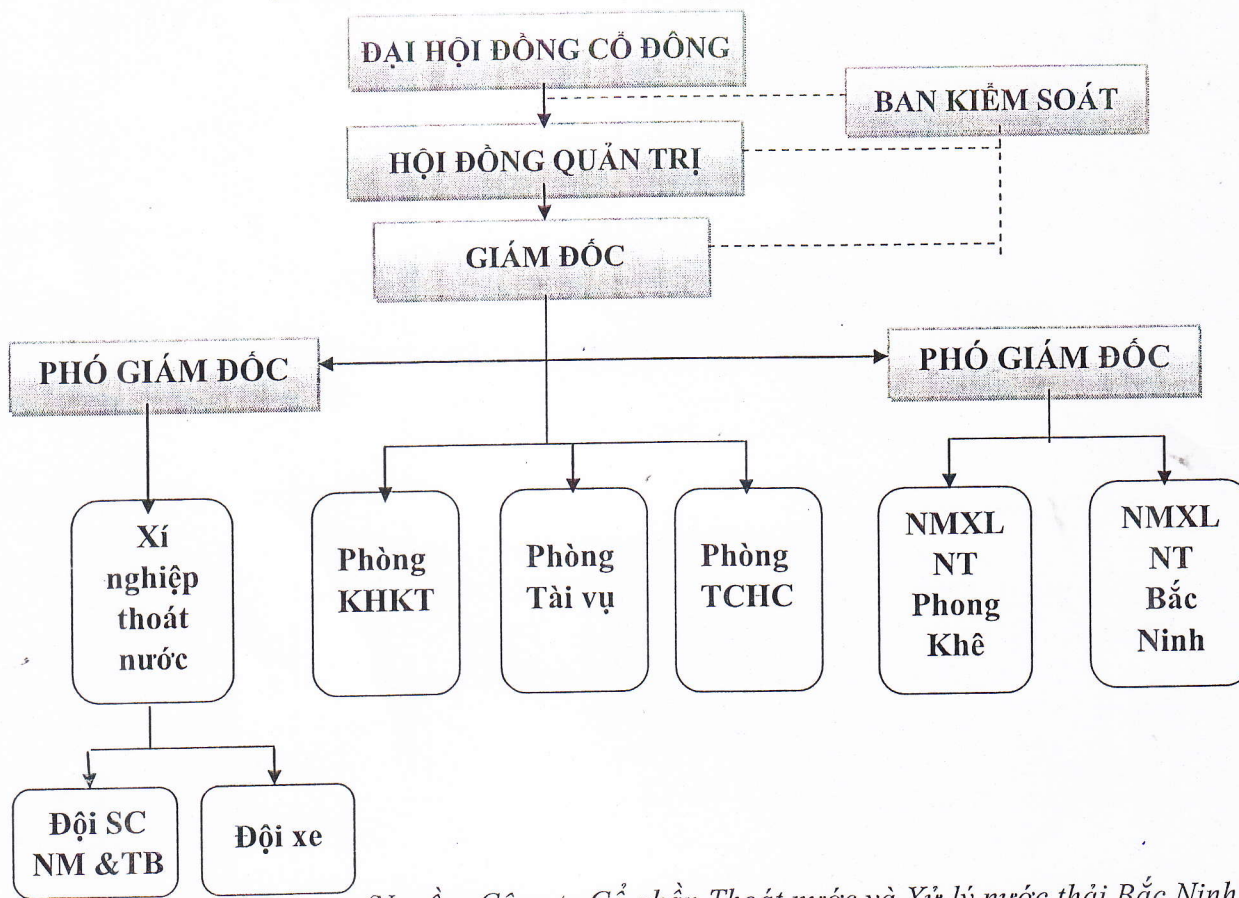 ĐẠI HỘI ĐỒNG CỔ ĐÔNG
BAN KIỂM SOÁT
HỘI ĐỒNG QUẢN TRỊ
GIÁM ĐỐC
PHÓ GIÁM ĐỐC
PHÓ GIÁM ĐỐC
Xí
nghiệp
thoát
nước
Phòng
KHKT
Phòng
Tài vụ
Phòng
TCHC
NMXL
NT
Phong
Khê
NMXL
NT
Bắc
Ninh
Đội SC
NM &TB
Đội xe
Công ty Cổ phần Thoát nước và Xử lý nước thải Bắc Ninh